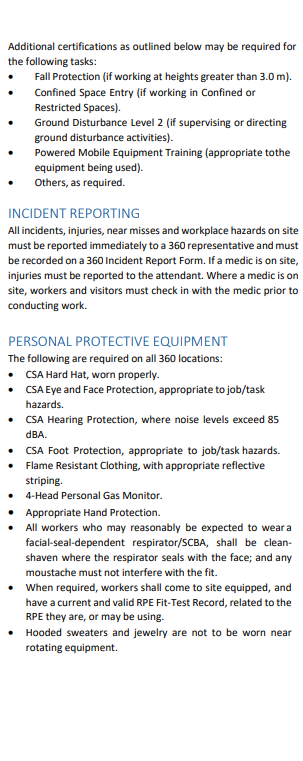 Additional certifications as outlined below may be required for
the following tasks:
• Fall Protection (if working at heights greater than 3.0 m).
• Confined Space Entry (if working in Confined or
Restricted Spaces).
• Ground Disturbance Level 2 (if supervising or directing
ground disturbance activities).
• Powered Mobile Equipment Training (appropriate tothe
equipment being used).
• Others, as required.
INCIDENT REPORTING
All incidents, injuries, near misses and workplace hazards on site
must be reported immediately to a 360 representative and must
be recorded on a 360 Incident Report Form. If a medic is on site,
injuries must be reported to the attendant. Where a medic is on
site, workers and visitors must check in with the medic prior to
conducting work.
PERSONAL PROTECTIVE EQUIPMENT
The following are required on all 360 locations:
• CSA Hard Hat, worn properly.
• CSA Eye and Face Protection, appropriate to job/task
hazards.
• CSA Hearing Protection, where noise levels exceed 85
dBA.
• CSA Foot Protection, appropriate to job/task hazards.
• Flame Resistant Clothing, with appropriate reflective
striping.
• 4-Head Personal Gas Monitor.
• Appropriate Hand Protection.
• All workers who may reasonably be expected to wear a
facial-seal-dependent respirator/SCBA, shall be clean-
shaven where the respirator seals with the face; and any
moustache must not interfere with the fit.
• When required, workers shall come to site equipped, and
have a current and valid RPE Fit-Test Record, related to the
RPE they are, or may be using.
• Hooded sweaters and jewelry are not to be worn near
rotating equipment.